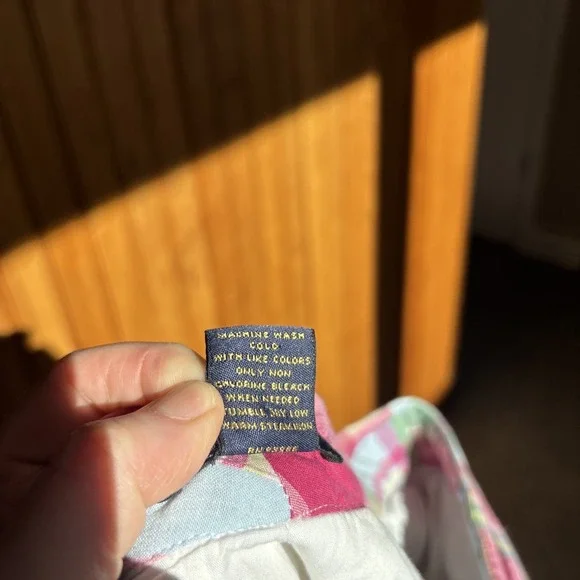 MACHINE WASH
COLD
WITH LIKE COLORS
ONLY NON
CHLORINE BLEACH
WHEN NEEDED
TUMBLE DRY LOW
WARM STEAM IRON